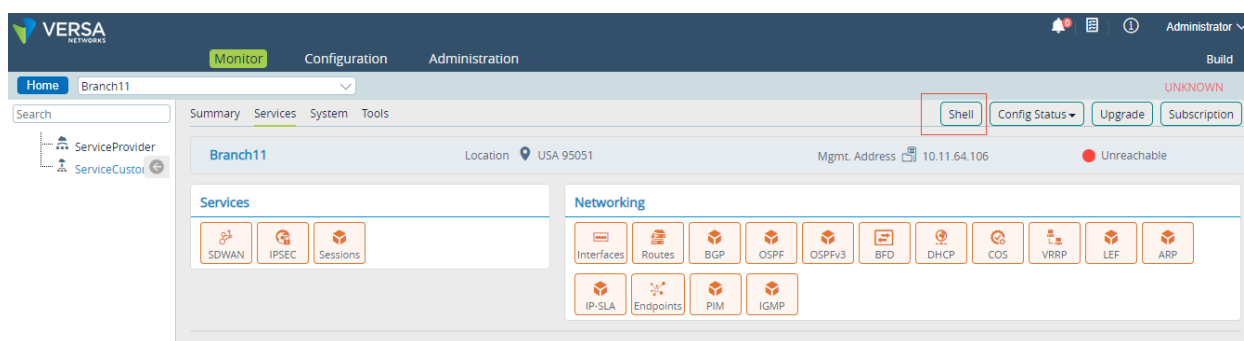 VERSA
NETWORKS
Administrator
Monitor Configuration Administration Build
Home Branch11 UNKNOWN
Search Summary Services System Tools Shell Config Status Upgrade Subscription
ServiceProvider
ServiceCustor
Branch11 Location USA 95051 Mgmt. Address 10.11.64.106 Unreachable
Services Networking
SDWAN IPSEC Sessions Interfaces Routes BGP OSPF OSPFv3 BFD DHCP COS VRRP LEF ARP
IP-SLA Endpoints PIM IGMP